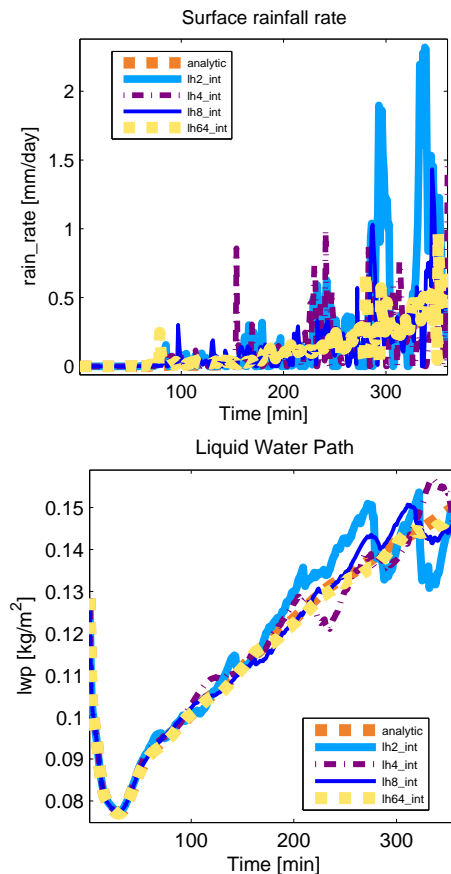 Surface rainfall rate
analytic
lh2_int
lh4_int
lh8_int
lh64_int
2
1.5
1
0.5
0
rain_rate [mm/day]
100
200
300
Time [min]
Liquid Water Path
0.15
0.14
0.13
0.12
0.11
0.1
0.09
0.08
lwp [kg/m²]
analytic
lh2_int
lh4_int
lh8_int
lh64_int
100
200
300
Time [min]